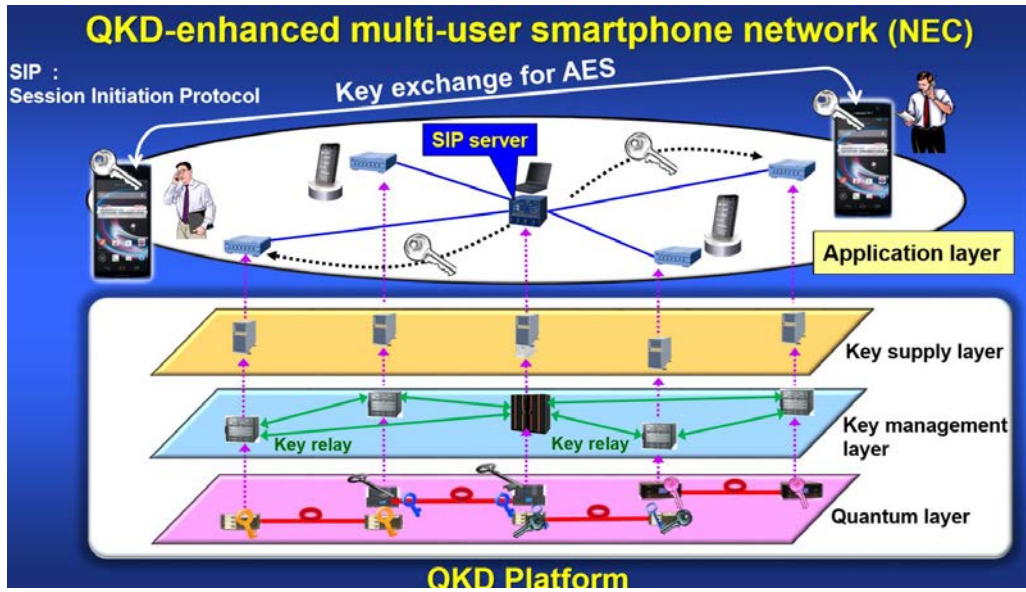 QKD-enhanced multi-user smartphone network (NEC)
SIP :
Session Initiation Protocol
Key exchange for AES
SIP server
Application layer
Key supply layer
Key relay
Key relay
Key management
layer
Quantum layer
QKD Platform